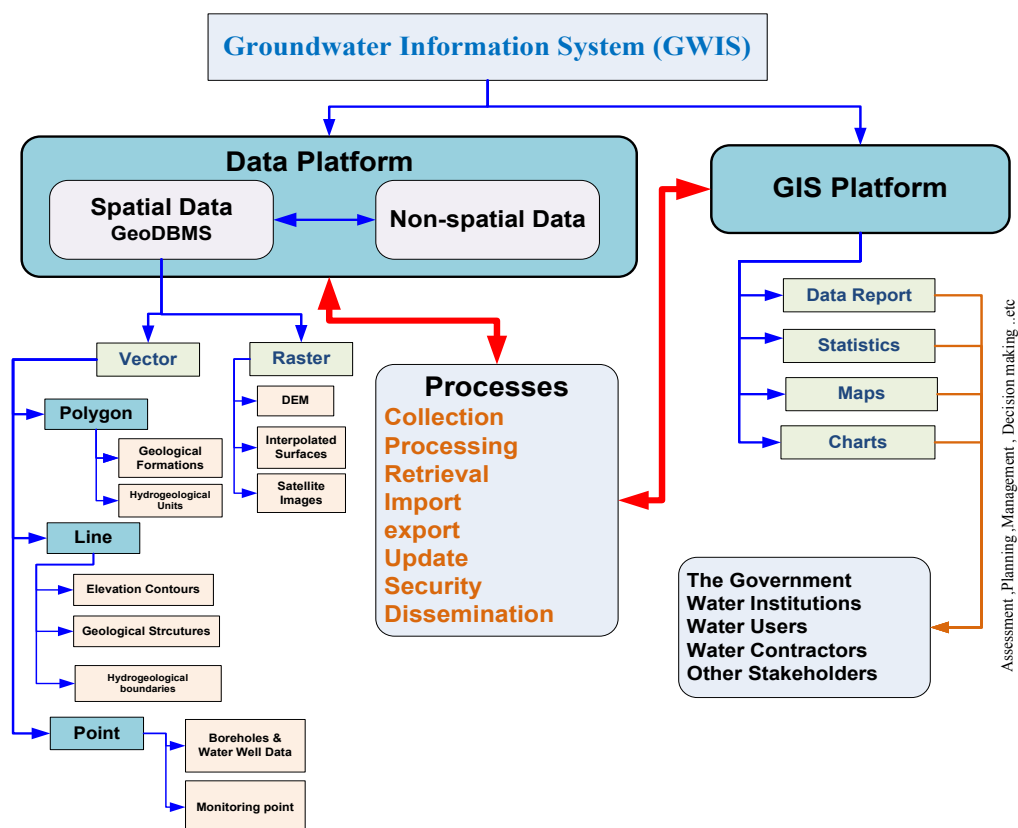 Groundwater Information System (GWIS)
Data Platform
Spatial Data
GeoDBMS
Non-spatial Data
GIS Platform
Vector
Raster
Polygon
Geological
Formations
Hydrogeological
Units
Line
Elevation Contours
Geological Strcutures
Hydrogeological
boundaries
Point
Boreholes &
Water Well Data
Monitoring point
DEM
Interpolated
Surfaces
Satellite
Images
Processes
Collection
Processing
Retrieval
Import
export
Update
Security
Dissemination
Data Report
Statistics
Maps
Charts
The Government
Water Institutions
Water Users
Water Contractors
Other Stakeholders
Assessment ,Planning ,Management , Decision making ..etc